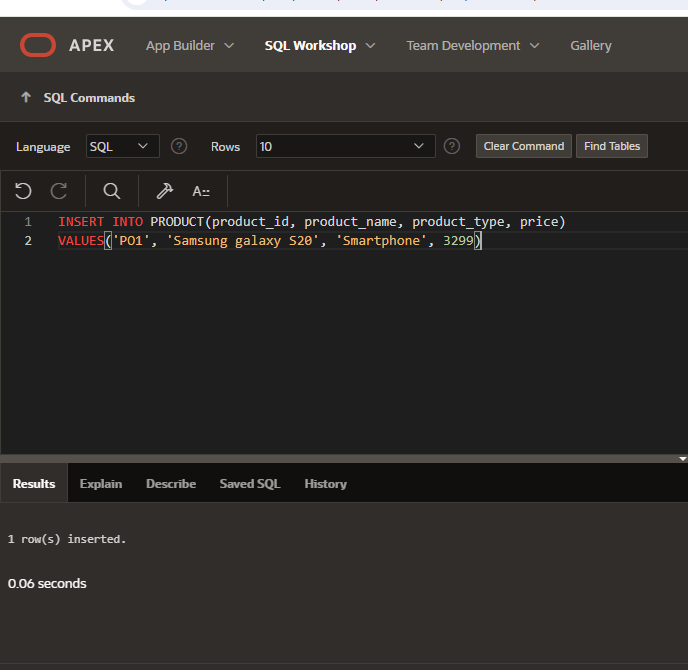 APEX App Builder SQL Workshop Team Development Gallery
SQL Commands
Language SQL ? Rows 10 ? Clear Command Find Tables
A::
1 INSERT INTO PRODUCT(product_id, product_name, product_type, price)
2 VALUES('PO1', 'Samsung galaxy S20', 'Smartphone', 3299)
Results Explain Describe Saved SQL History
1 row(s) inserted.
0.06 seconds